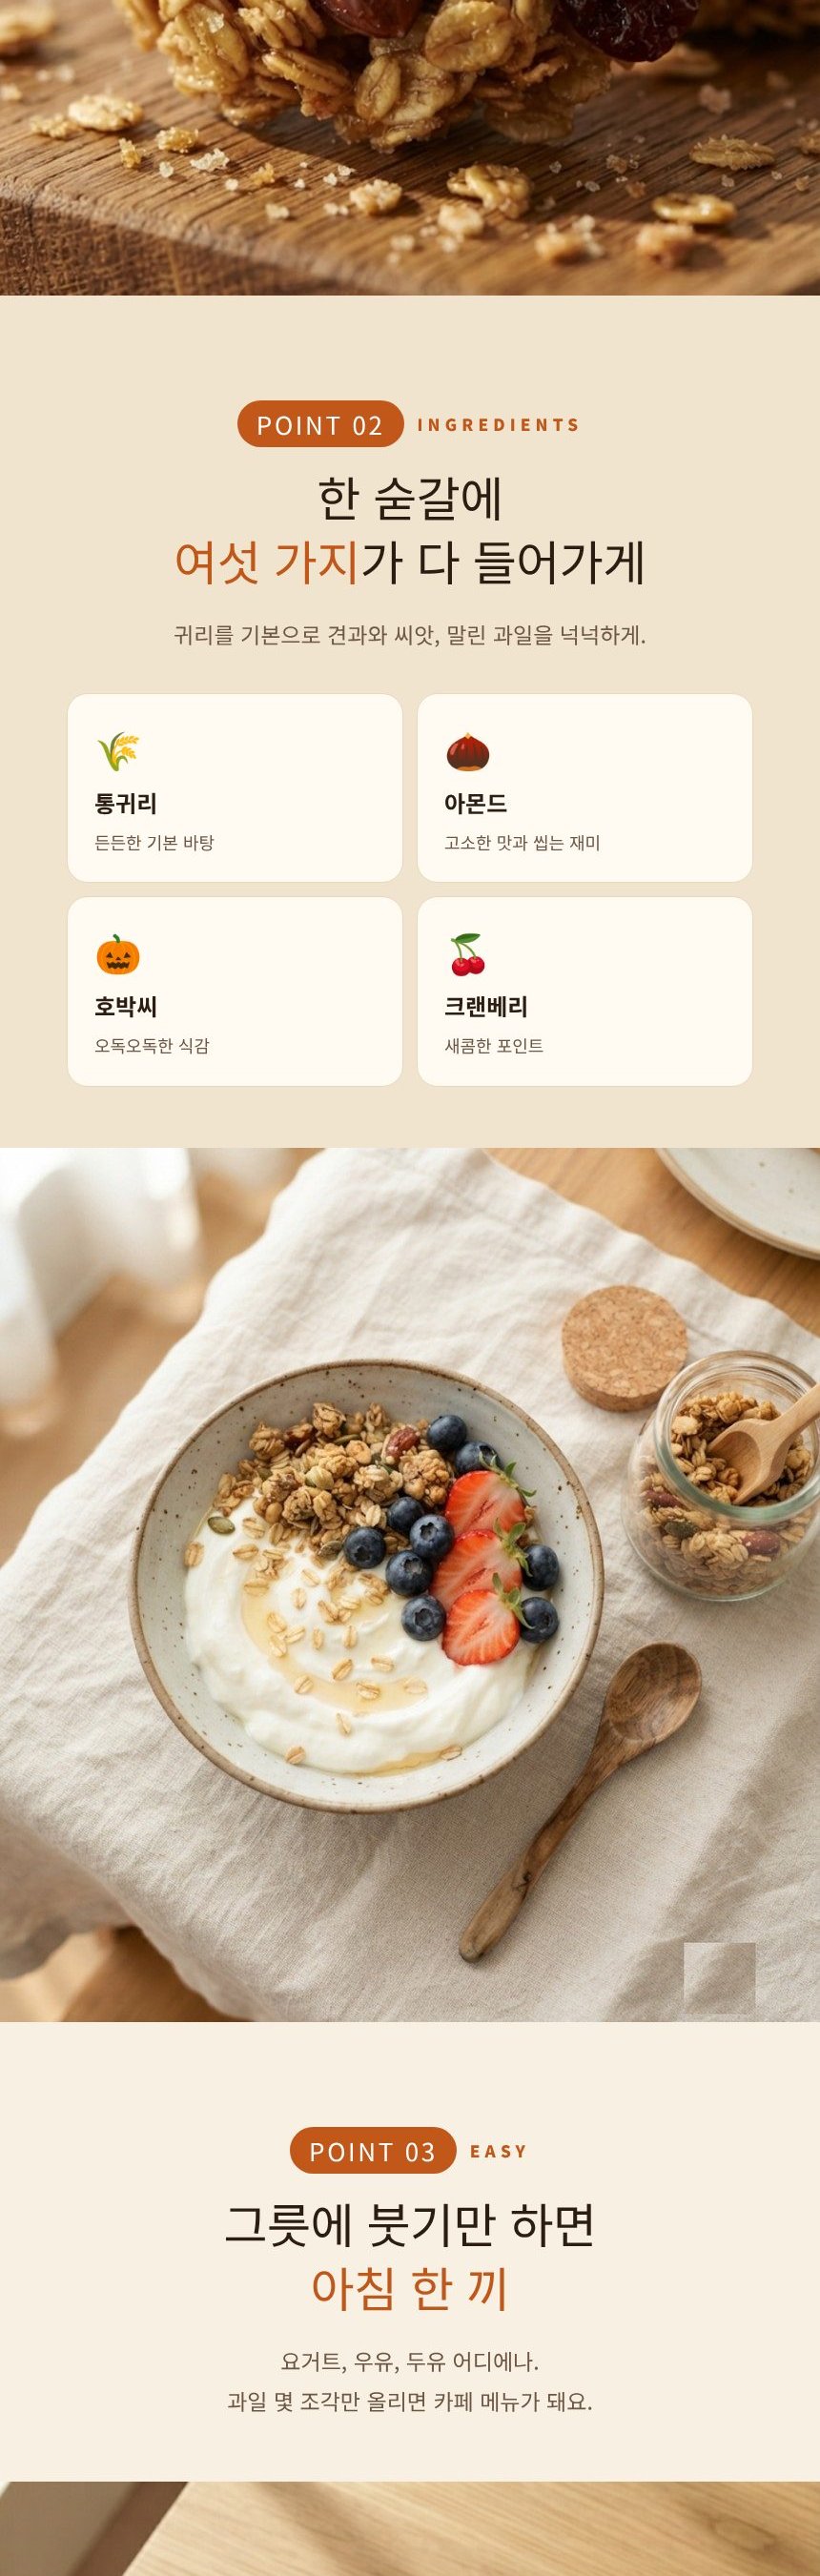 POINT 02 INGREDIENTS
한 숟갈에
여섯 가지가 다 들어가게
귀리를 기본으로 견과와 씨앗, 말린 과일을 넉넉하게.
통귀리
든든한 기본 바탕
아몬드
고소한 맛과 씹는 재미
호박씨
오독오독한 식감
크랜베리
새콤한 포인트
POINT 03 EASY
그릇에 붓기만 하면
아침 한 끼
요거트, 우유, 두유 어디에나.
과일 몇 조각만 올리면 카페 메뉴가 돼요.